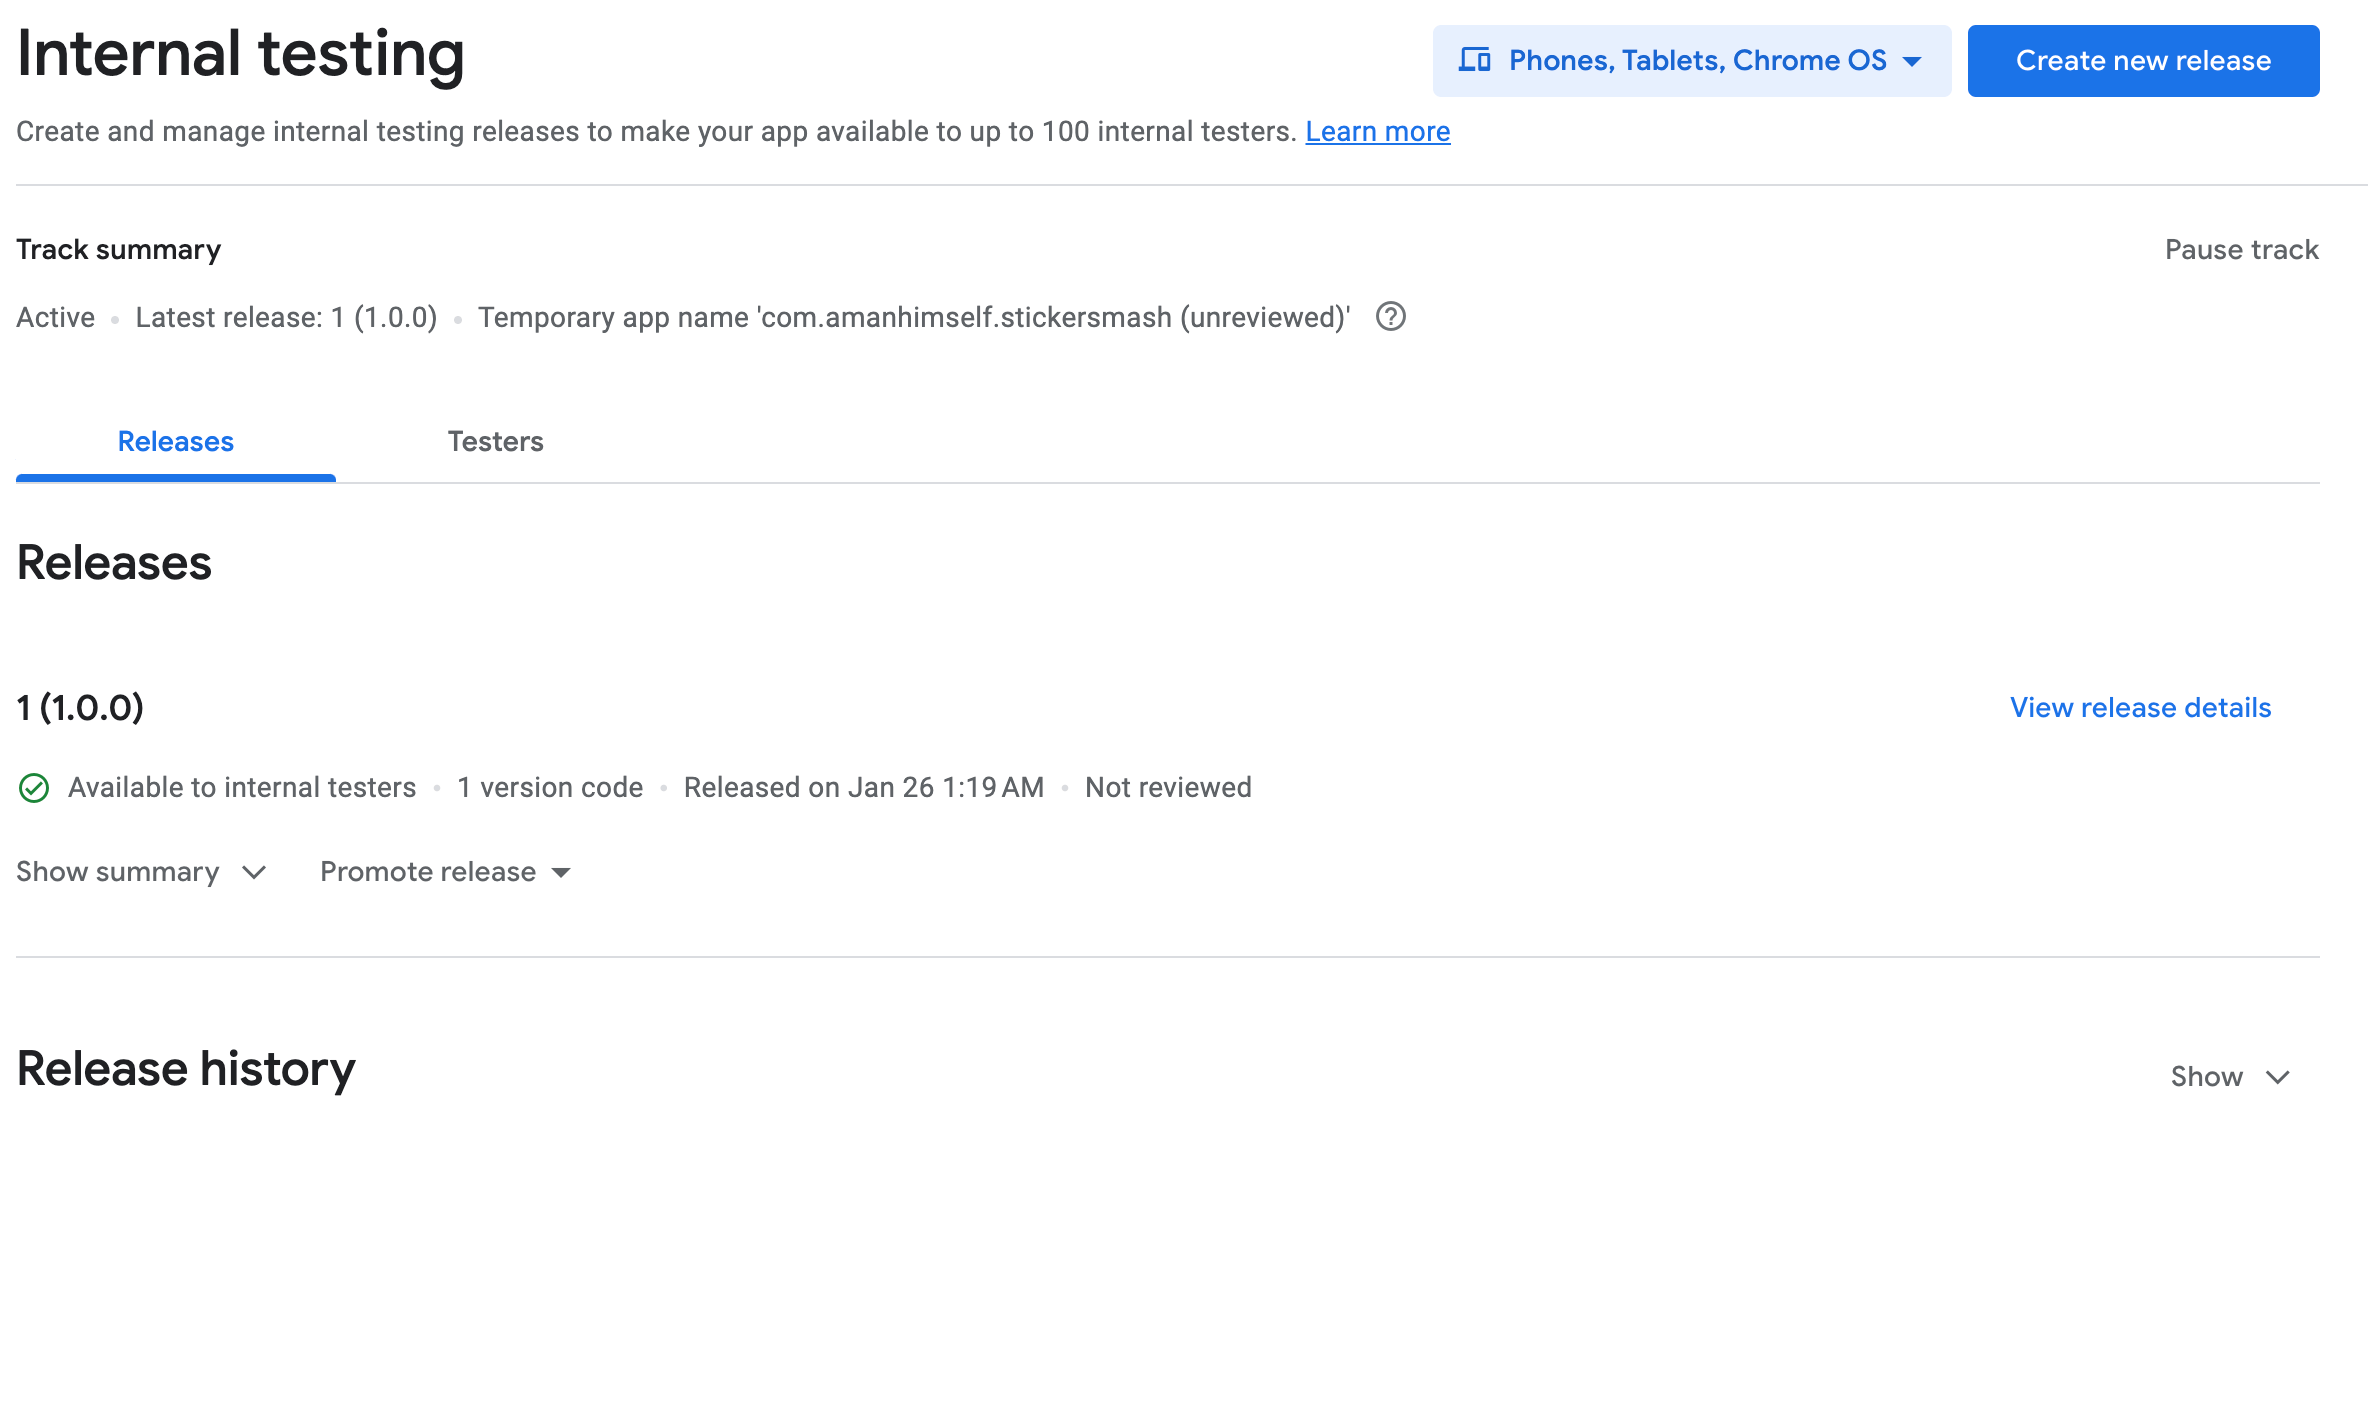 Internal testing
Phones, Tablets, Chrome OS
Create new release
Create and manage internal testing releases to make your app available to up to 100 internal testers. Learn more
Track summary
Pause track
Active • Latest release: 1 (1.0.0) • Temporary app name 'com.amanhimself.stickersmash (unreviewed)' ?
Releases
Testers
Releases
1 (1.0.0)
View release details
Available to internal testers • 1 version code • Released on Jan 26 1:19 AM • Not reviewed
Show summary
Promote release
Release history
Show